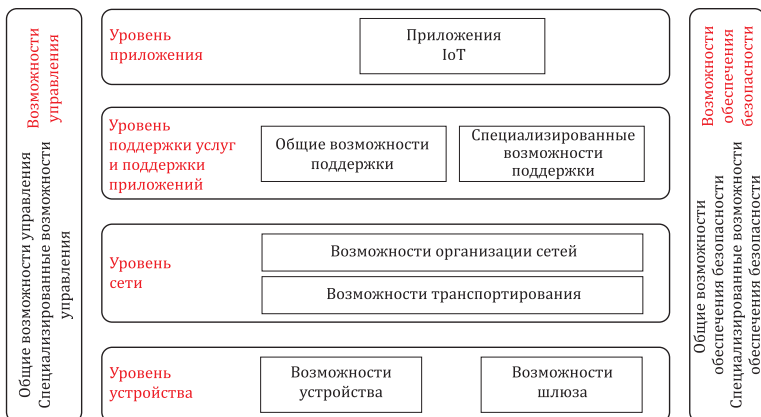 Возможности
управления
Общие возможности управления
Специализированные возможности
управления
Уровень
приложения
Приложения
IoT
Уровень
поддержки услуг
и поддержки
приложений
Общие возможности
поддержки
Специализированные
возможности
поддержки
Уровень
сети
Возможности организации сетей
Возможности транспортирования
Уровень
устройства
Возможности
устройства
Возможности
шлюза
Возможности
обеспечения
безопасности
Общие возможности
обеспечения безопасности
Специализированные возможности
обеспечения безопасности